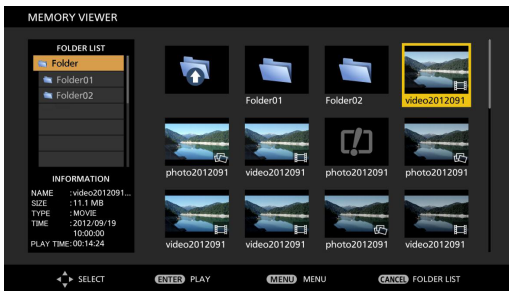 MEMORY VIEWER
FOLDER LIST
Folder
Folder01
Folder02
INFORMATION
NAME :video2012091...
SIZE :11.1 MB
TYPE :MOVIE
TIME :2012/09/19
10:00:00
PLAY TIME:00:14:24
Folder01 Folder02 video2012091
photo2012091 video2012091 photo2012091 photo2012091
video2012091 video2012091 photo2012091 video2012091
SELECT ENTER PLAY MENU MENU CANCEL FOLDER LIST